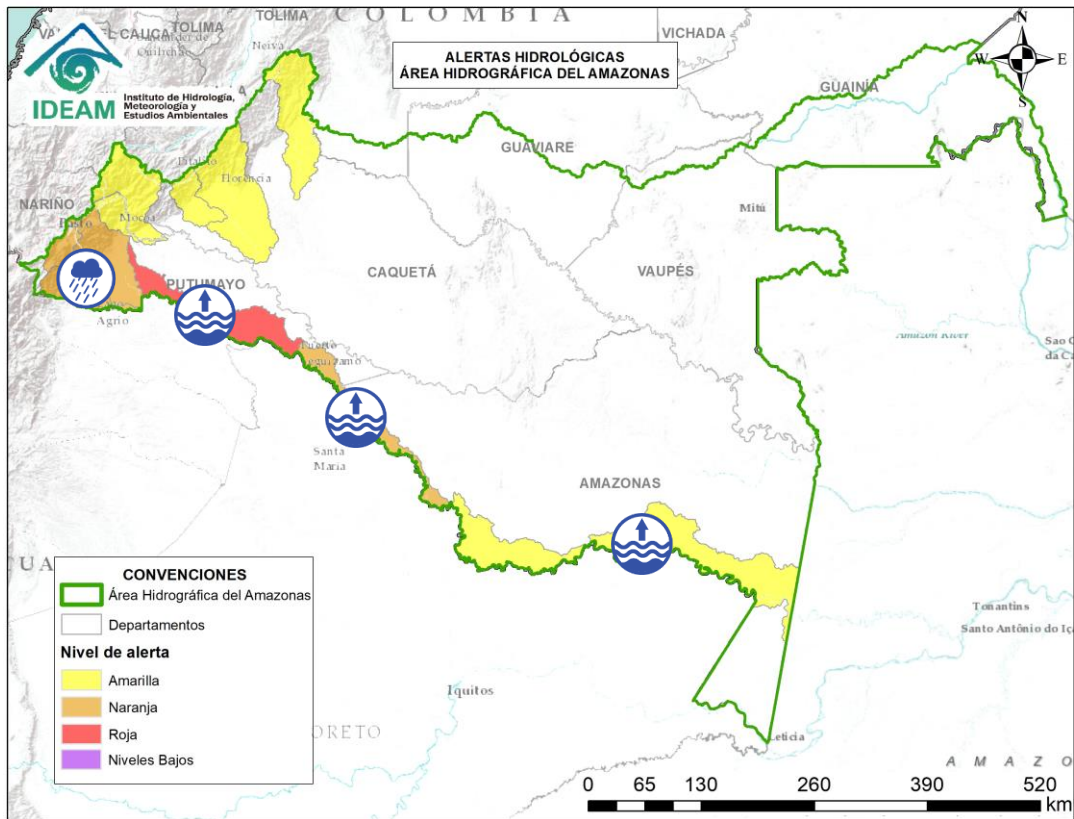 COLOMBIA
TOLIMA
TOLIMA
VICHADA
Neiva
IDEAM
Instituto de Hidrología,
Meteorología y
Estudios Ambientales
ALERTAS HIDROLÓGICAS
ÁREA HIDROGRÁFICA DEL AMAZONAS
N
W
E
S
GUAINÍA
GUAVIARE
Florencia
NARIÑO
Mocoa
Pasto
Mitú
CAQUETÁ
VAUPÉS
PUTUMAYO
Agrio
Amazon River
Santa
María
AMAZONAS
CONVENCIONES
Área Hidrográfica del Amazonas
Departamentos
Nivel de alerta
Amarilla
Naranja
Roja
Niveles Bajos
Tonantins
Santo Antônio do Iça
Iquitos
Leticia
0 65 130 260 390 520
km